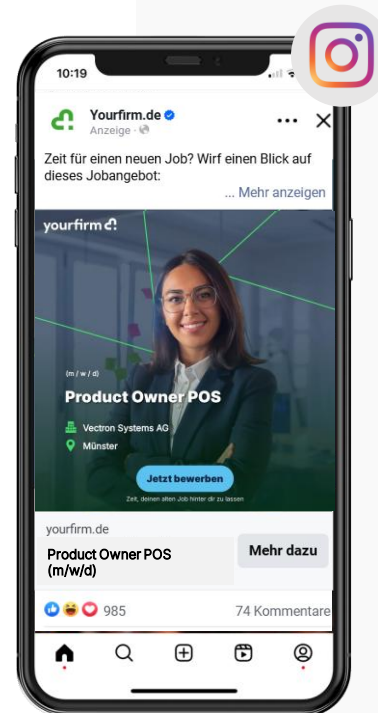 10:19
Yourfirm.de
Anzeige ·
Zeit für einen neuen Job? Wirf einen Blick auf
dieses Jobangebot:
... Mehr anzeigen
yourfirm
(m / w / d)
Product Owner POS
Vectron Systems AG
Münster
Jetzt bewerben
Zeit, deinen alten Job hinter dir zu lassen
yourfirm.de
Product Owner POS
(m/w/d)
Mehr dazu
985
74 Kommentare